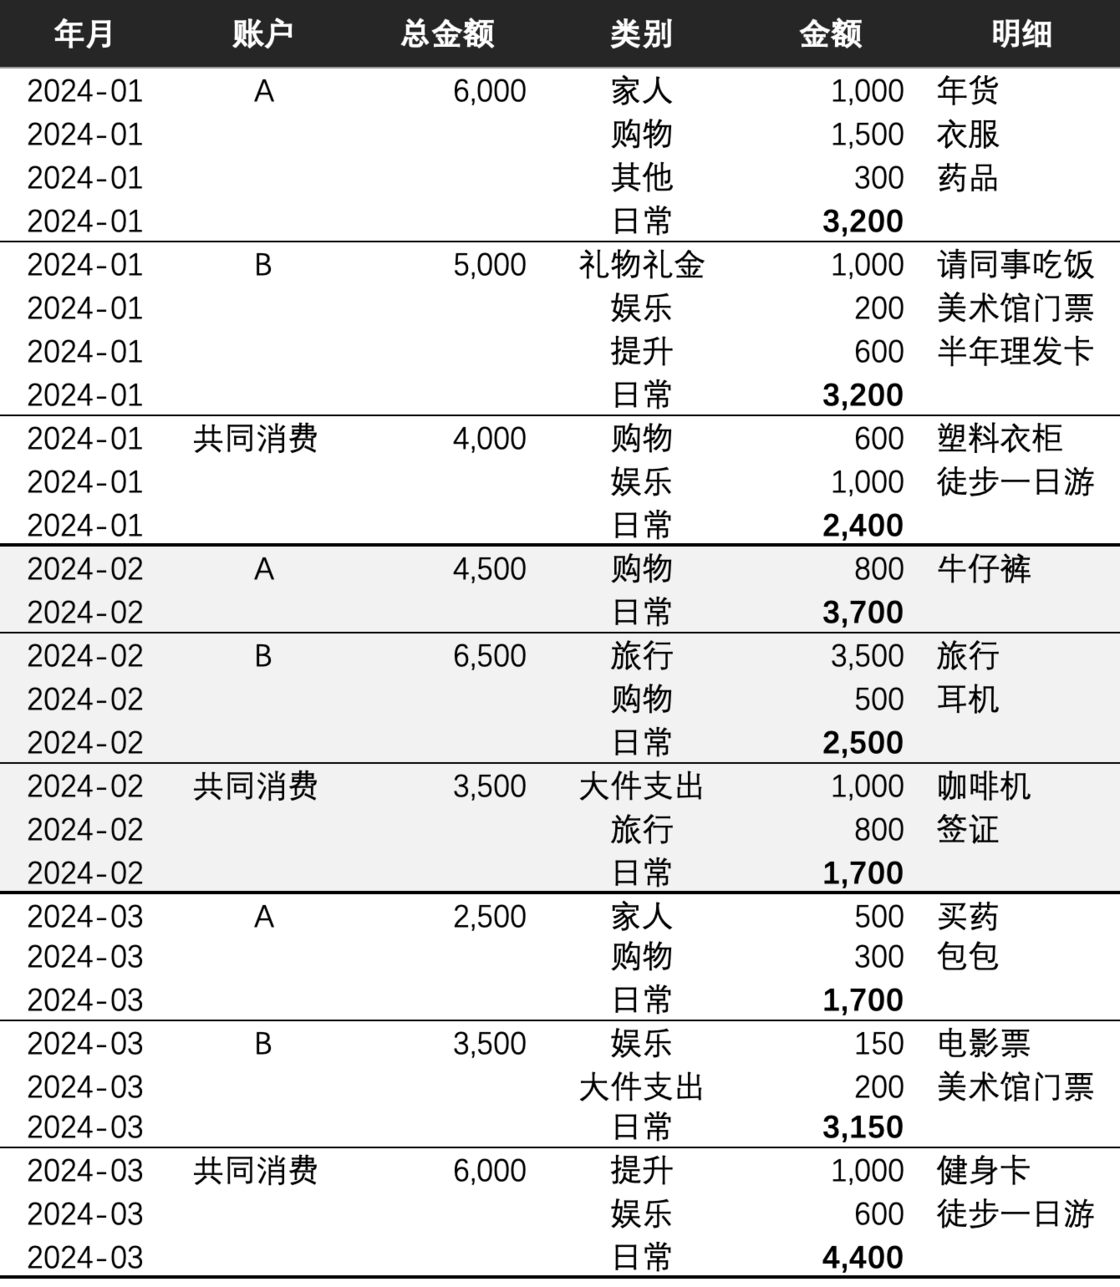 年月 账户 总金额 类别 金额 明细
2024-01 A 6,000 家人 1,000 年货
2024-01 购物 1,500 衣服
2024-01 其他 300 药品
2024-01 日常 3,200
2024-01 B 5,000 礼物礼金 1,000 请同事吃饭
2024-01 娱乐 200 美术馆门票
2024-01 提升 600 半年理发卡
2024-01 日常 3,200
2024-01 共同消费 4,000 购物 600 塑料衣柜
2024-01 娱乐 1,000 徒步一日游
2024-01 日常 2,400
2024-02 A 4,500 购物 800 牛仔裤
2024-02 日常 3,700
2024-02 B 6,500 旅行 3,500 旅行
2024-02 购物 500 耳机
2024-02 日常 2,500
2024-02 共同消费 3,500 大件支出 1,000 咖啡机
2024-02 旅行 800 签证
2024-02 日常 1,700
2024-03 A 2,500 家人 500 买药
2024-03 购物 300 包包
2024-03 日常 1,700
2024-03 B 3,500 娱乐 150 电影票
2024-03 大件支出 200 美术馆门票
2024-03 日常 3,150
2024-03 共同消费 6,000 提升 1,000 健身卡
2024-03 娱乐 600 徒步一日游
2024-03 日常 4,400